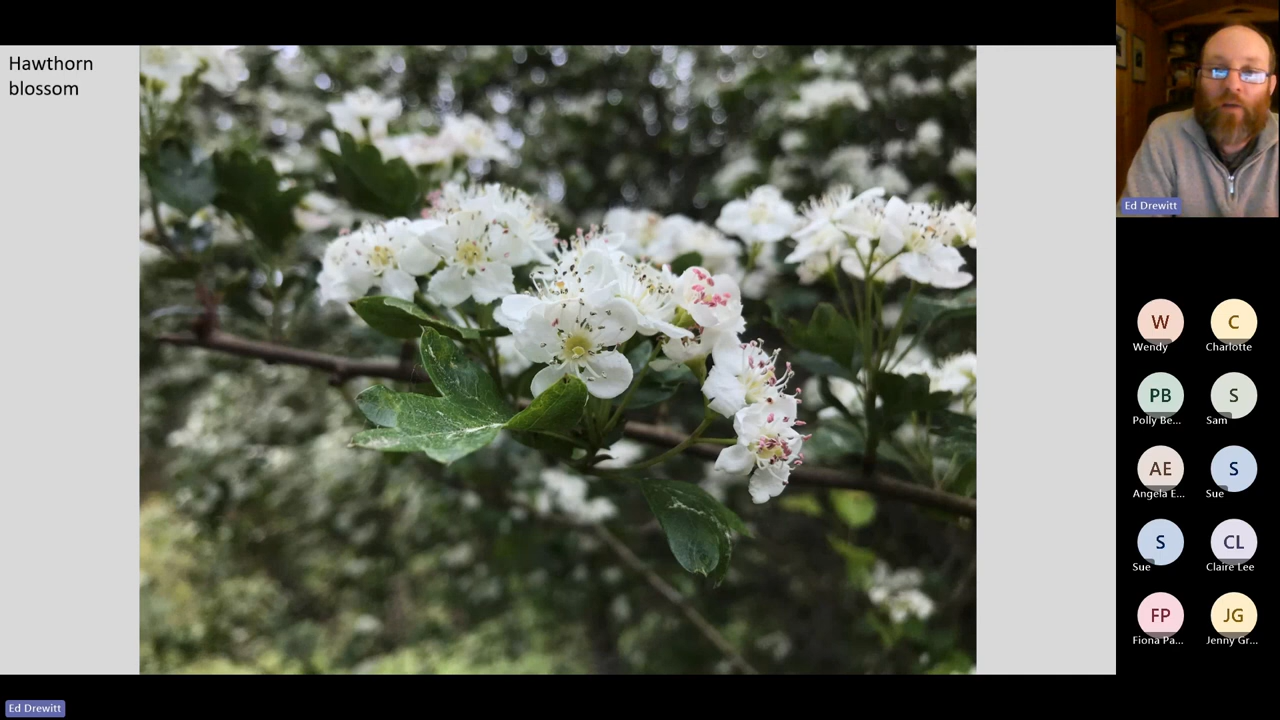 Hawthorn
blossom
Ed Drewitt
W
Wendy
C
Charlotte
PB
Polly Be...
S
Sam
AE
Angela E...
S
Sue
S
Sue
CL
Claire Lee
FP
Fiona Pa...
JG
Jenny Gr...
Ed Drewitt